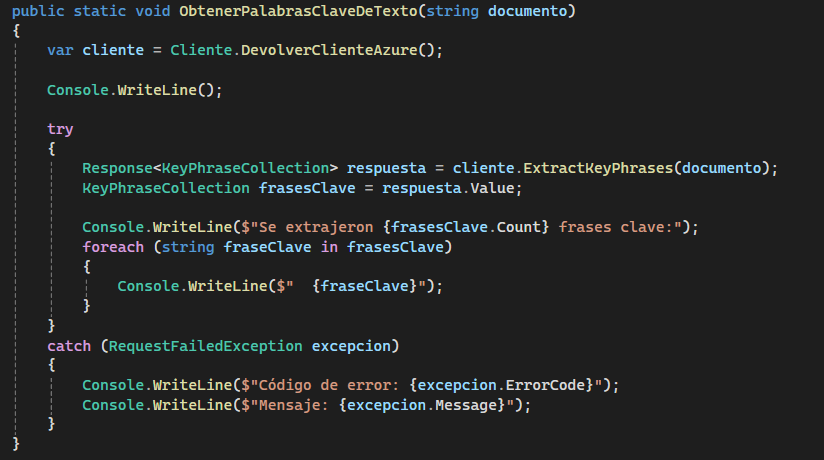 public static void ObtenerPalabrasClaveDeTexto(string documento)
{
    var cliente = Cliente.DevolverClienteAzure();

    Console.WriteLine();

    try
    {
        Response<KeyPhraseCollection> respuesta = cliente.ExtractKeyPhrases(documento);
        KeyPhraseCollection frasesClave = respuesta.Value;

        Console.WriteLine($"Se extrajeron {frasesClave.Count} frases clave:");
        foreach (string fraseClave in frasesClave)
        {
            Console.WriteLine($"  {fraseClave}");
        }
    }
    catch (RequestFailedException excepcion)
    {
        Console.WriteLine($"Código de error: {excepcion.ErrorCode}");
        Console.WriteLine($"Mensaje: {excepcion.Message}");
    }
}